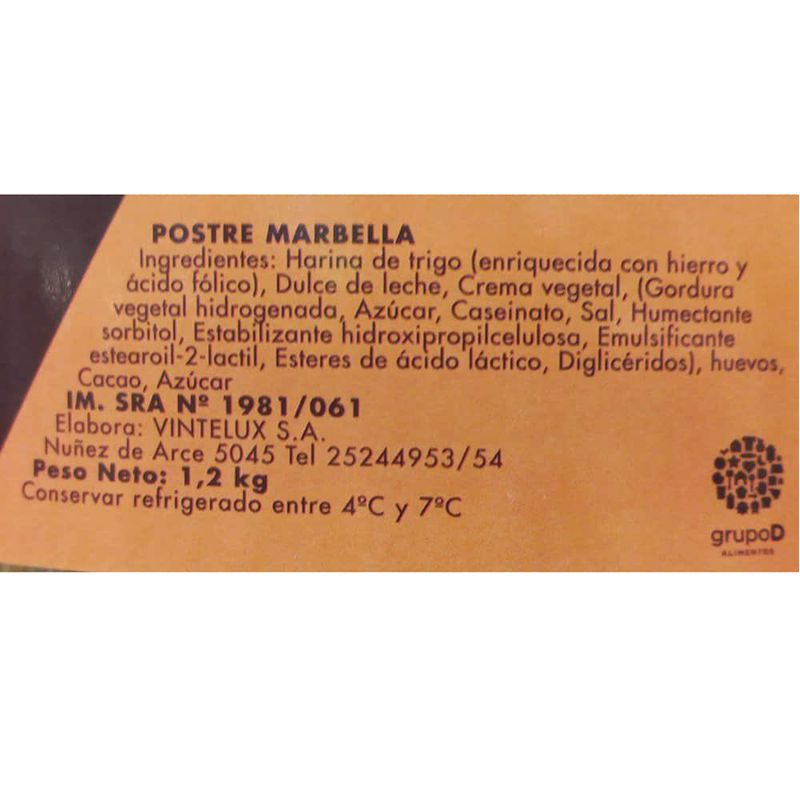 POSTRE MARBELLA
Ingredientes: Harina de trigo (enriquecida con hierro y
ácido fólico), Dulce de leche, Crema vegetal, (Gordura
vegetal hidrogenada, Azúcar, Caseinato, Sal, Humectante
sorbitol, Estabilizante hidroxipropilcelulosa, Emulsificante
estearoil-2-lactil, Esteres de ácido láctico, Diglicéridos), huevos,
Cacao, Azúcar
IM. SRA Nº 1981/061
Elabora: VINTELUX S.A.
Nuñez de Arce 5045 Tel 25244953/54
Peso Neto: 1,2 kg
Conservar refrigerado entre 4ºC y 7ºC
grupoD
ALIMENTOS